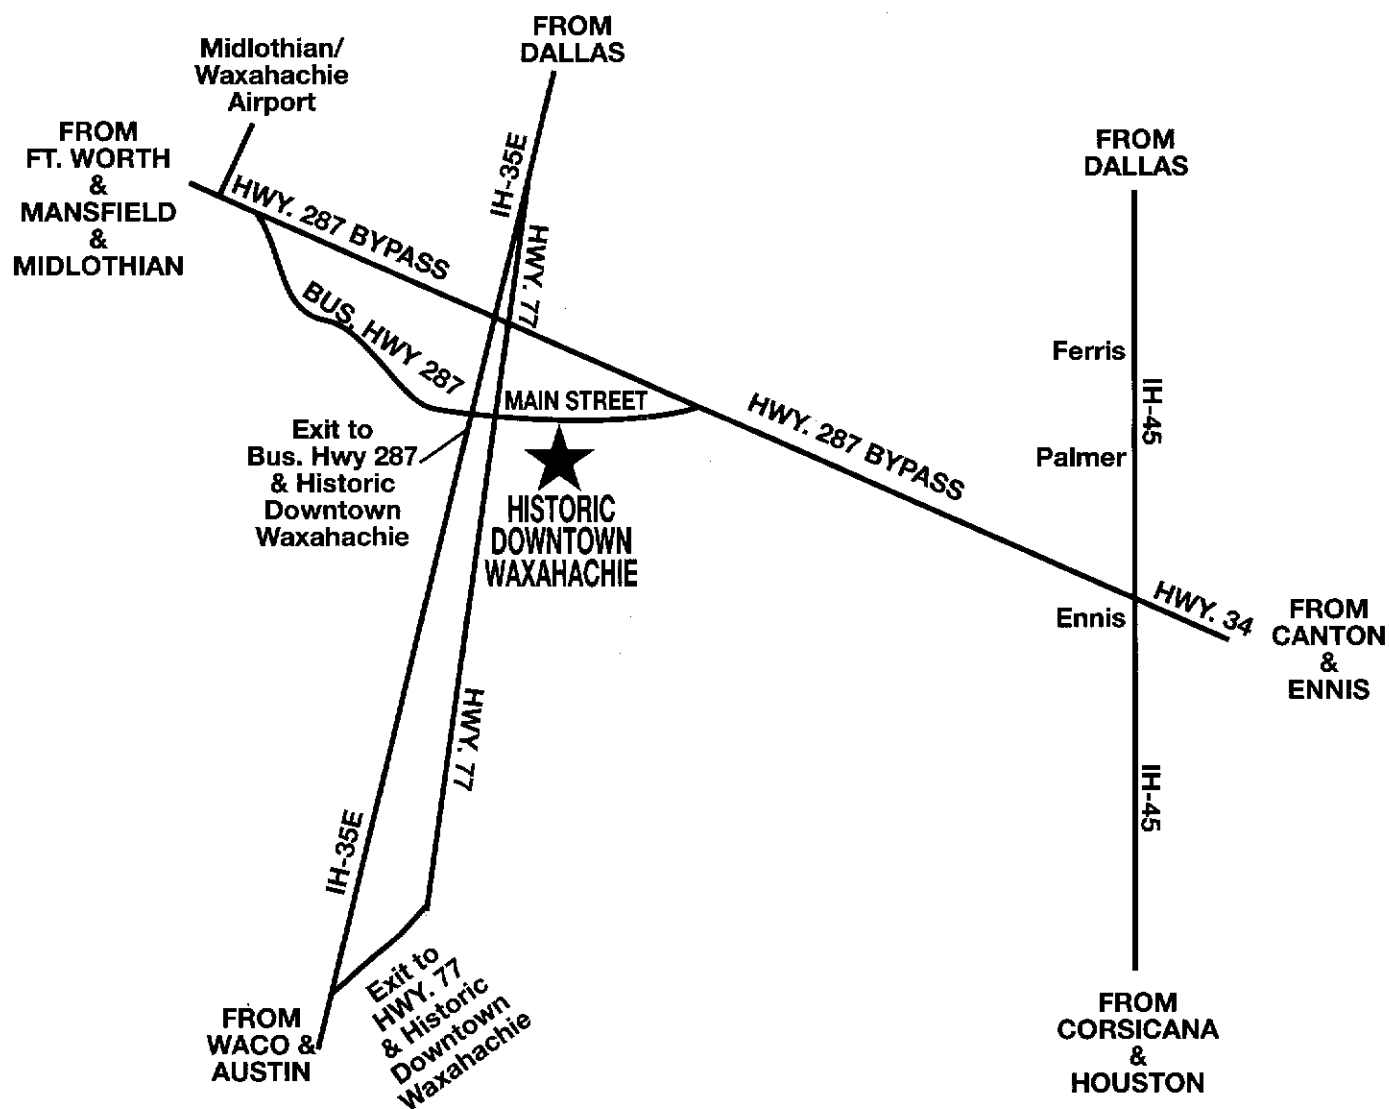 FROM
DALLAS
Midlothian/
Waxahachie
Airport
FROM
FT. WORTH
&
MANSFIELD
&
MIDLOTHIAN
FROM
DALLAS
IH-35E
HWY. 287 BYPASS
HWY. 77
BUS. HWY 287
MAIN STREET
Ferris
IH-45
HWY. 287 BYPASS
Palmer
Exit to
Bus. Hwy 287
& Historic
Downtown
Waxahachie
HISTORIC
DOWNTOWN
WAXAHACHIE
HWY. 34
Ennis
FROM
CANTON
&
ENNIS
HWY. 77
IH-45
IH-35E
Exit to
HWY. 77
& Historic
Downtown
Waxahachie
FROM
WACO &
AUSTIN
FROM
CORSICANA
&
HOUSTON